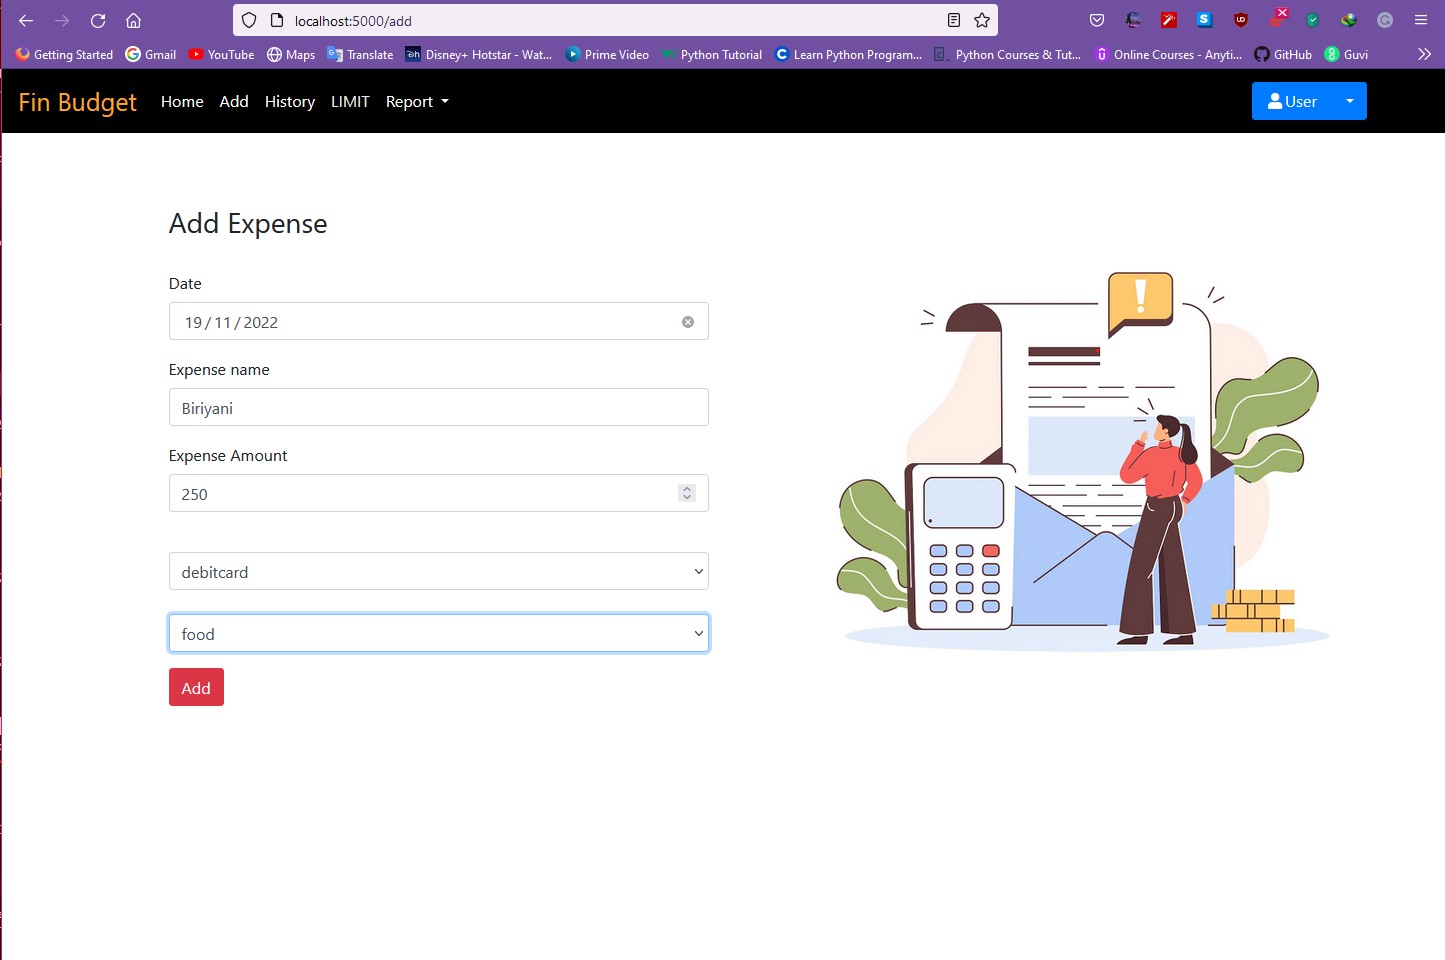 localhost:5000/add
Getting Started Gmail YouTube Maps Translate Disney+ Hotstar - Wat... Prime Video Python Tutorial Learn Python Program... Python Courses & Tut... Online Courses - Anyti... GitHub Guvi
Fin Budget Home Add History LIMIT Report User
Add Expense
Date
19 / 11 / 2022
Expense name
Biriyani
Expense Amount
250
debitcard
food
Add